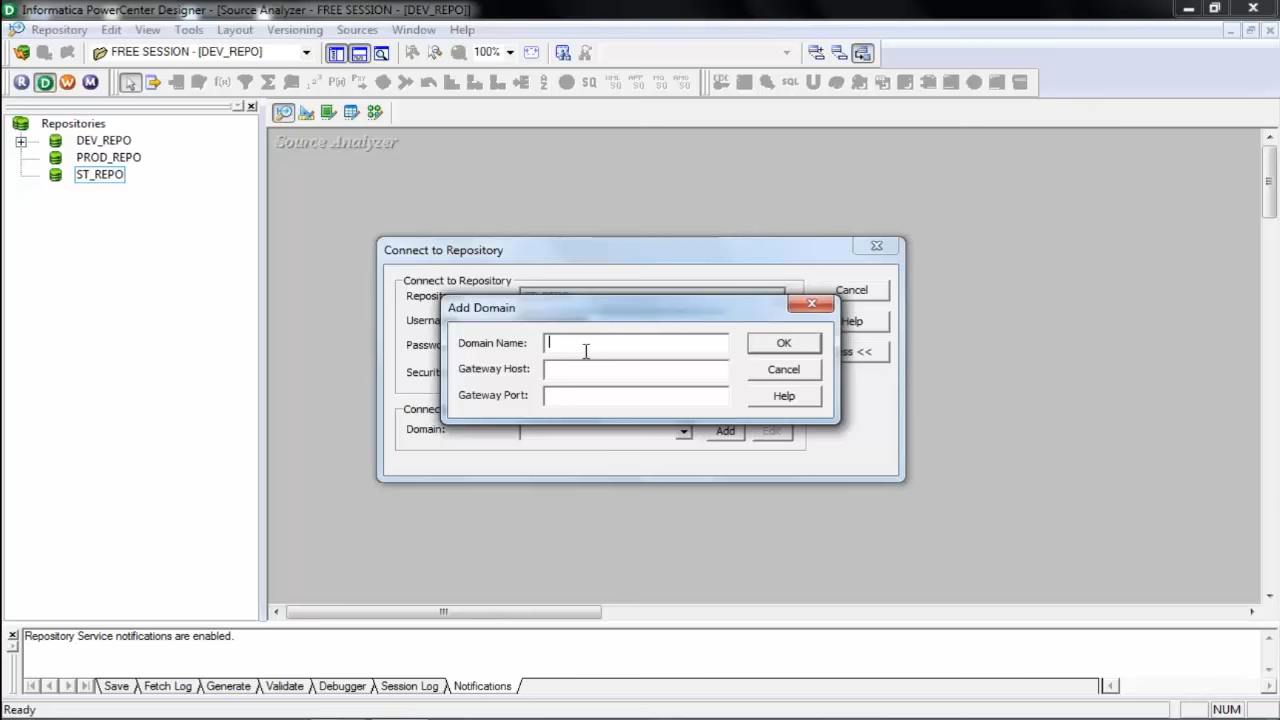 Informatica PowerCenter Designer - [Source Analyzer - FREE SESSION - [DEV_REPO]]
Repository Edit View Tools Layout Versioning Sources Window Help
FREE SESSION - [DEV_REPO] 100%
R D W M
SQ SQL
Repositories
DEV_REPO
PROD_REPO
ST_REPO
Source Analyzer
Connect to Repository
Connect to Repository
Cancel
Help
Add Domain
Domain Name: OK
Gateway Host: Cancel
Gateway Port: Help
Domain: Add Edit
Repository Service notifications are enabled.
Save Fetch Log Generate Validate Debugger Session Log Notifications
Ready NUM